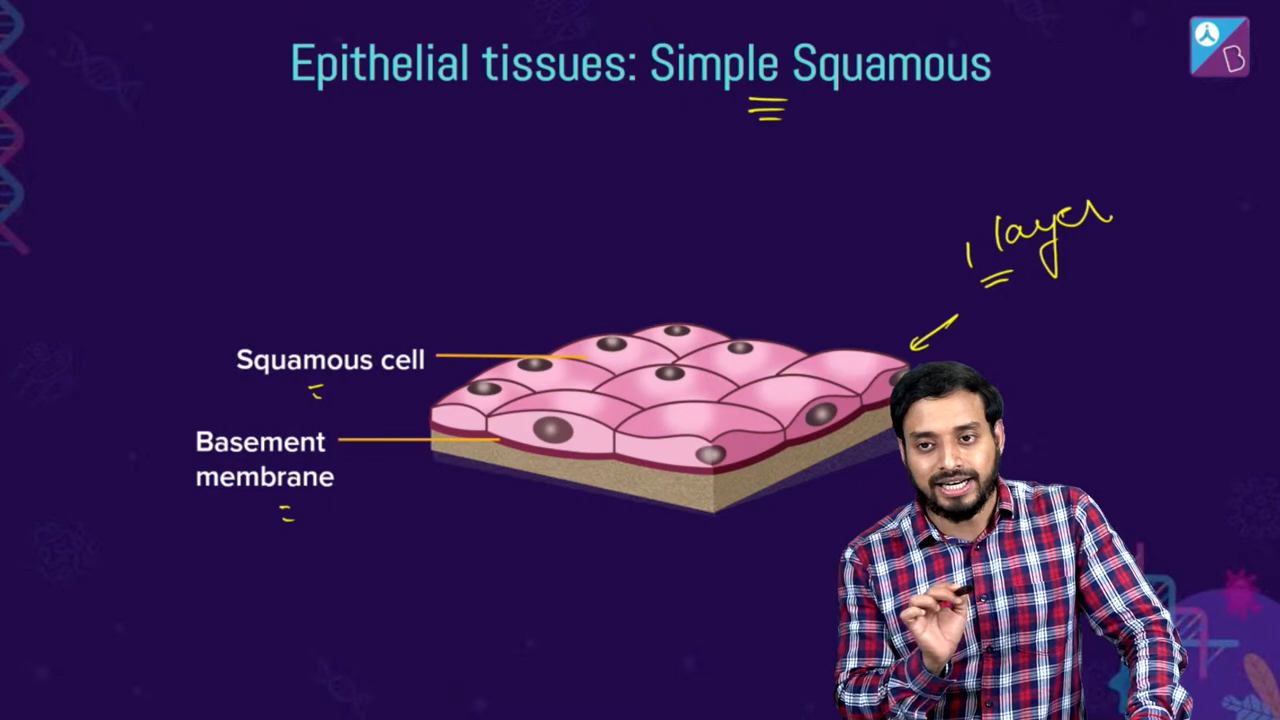 Epithelial tissues: Simple Squamous
1 layer
Squamous cell
Basement
membrane
B